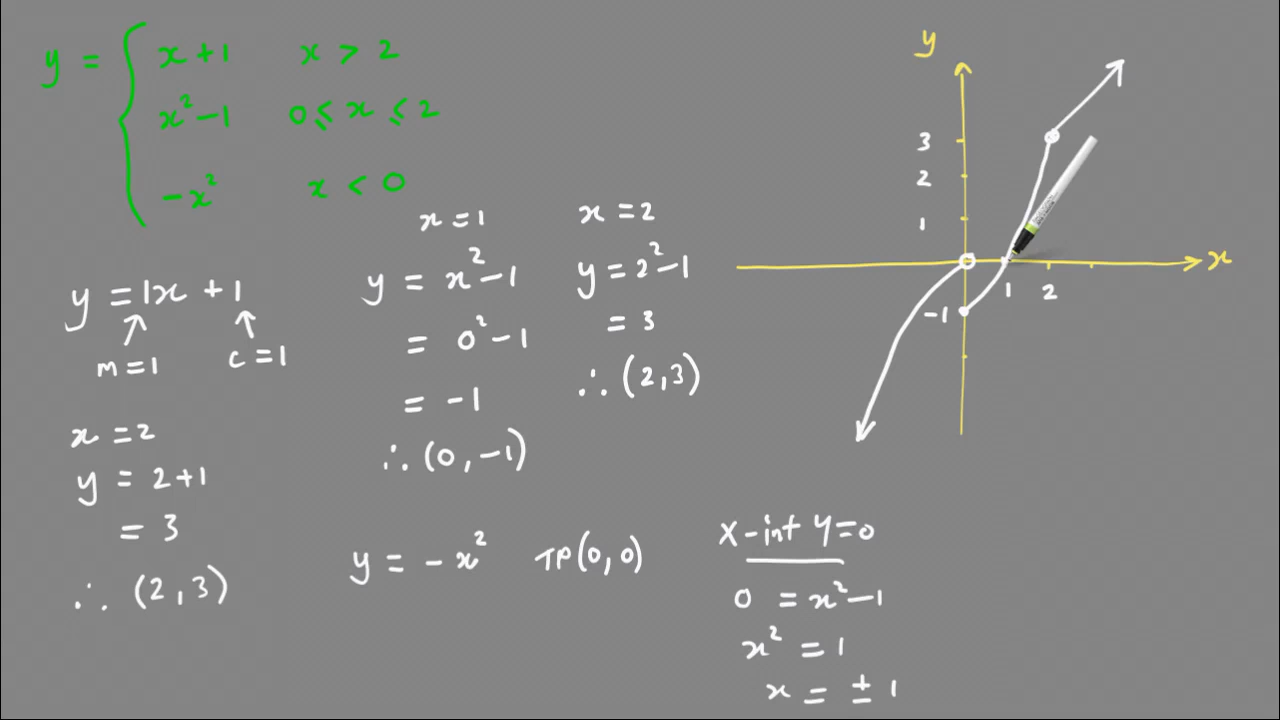 y = { x+1 x > 2
x²−1 0 ≤ x ≤ 2
−x² x < 0
y = 1x + 1
m = 1 c = 1
x = 2
y = 2+1
= 3
∴ (2,3)
x = 1
y = x²−1
= 0²−1
= −1
∴ (0,−1)
x = 2
y = 2²−1
= 3
∴ (2,3)
y = −x² TP(0,0)
x-int y=0
0 = x²−1
x² = 1
x = ± 1
y
3
2
1
−1
1 2
x